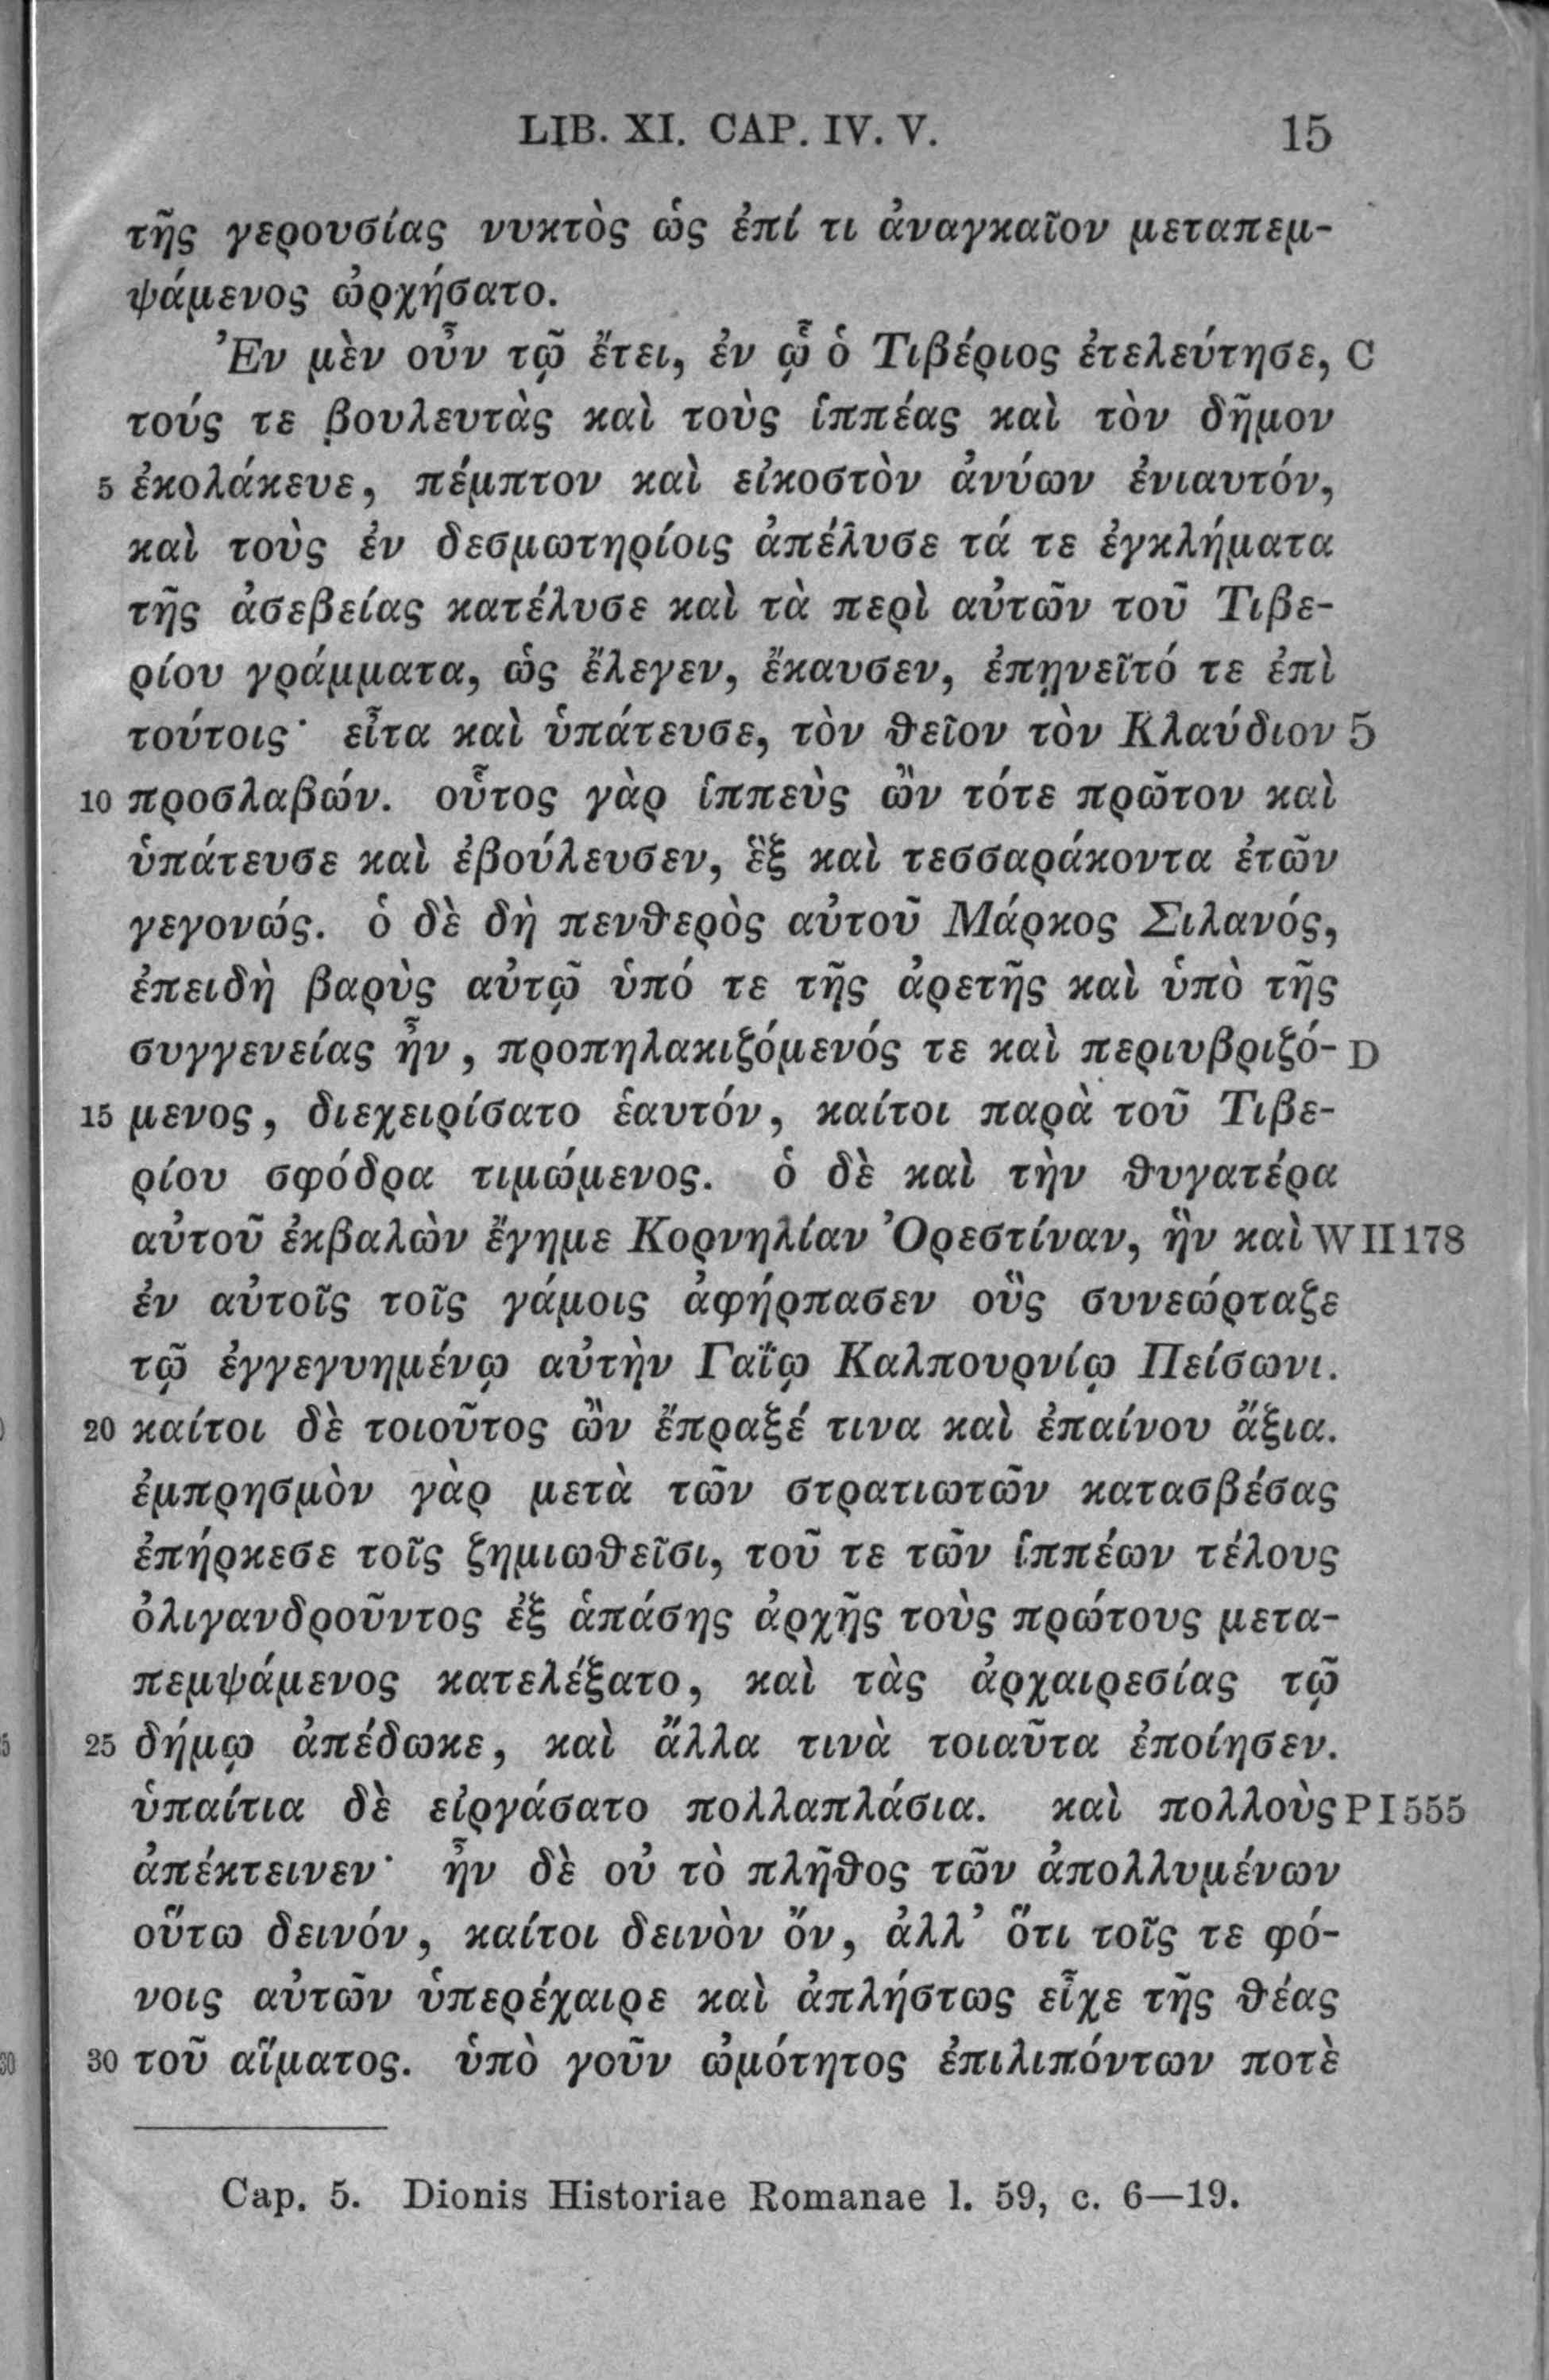 LIB. XI. CAP. IV. V. 15
τῆς γερουσίας νυκτὸς ὡς ἐπί τι ἀναγκαῖον μεταπεμ-
ψάμενος ὠρχήσατο.
Ἐν μὲν οὖν τῷ ἔτει, ἐν ᾧ ὁ Τιβέριος ἐτελεύτησε, C
τούς τε βουλευτὰς καὶ τοὺς ἱππέας καὶ τὸν δῆμον
5 ἐκολάκευε, πέμπτον καὶ εἰκοστὸν ἀνύων ἐνιαυτόν,
καὶ τοὺς ἐν δεσμωτηρίοις ἀπέλυσε τά τε ἐγκλήματα
τῆς ἀσεβείας κατέλυσε καὶ τὰ περὶ αὐτῶν τοῦ Τιβε-
ρίου γράμματα, ὡς ἔλεγεν, ἔκαυσεν, ἐπῃνεῖτό τε ἐπὶ
τούτοις· εἶτα καὶ ὑπάτευσε, τὸν θεῖον τὸν Κλαύδιον 5
10 προσλαβών. οὗτος γὰρ ἱππεὺς ὢν τότε πρῶτον καὶ
ὑπάτευσε καὶ ἐβούλευσεν, ἓξ καὶ τεσσαράκοντα ἐτῶν
γεγονώς. ὁ δὲ δὴ πενθερὸς αὐτοῦ Μάρκος Σιλανός,
ἐπειδὴ βαρὺς αὐτῷ ὑπό τε τῆς ἀρετῆς καὶ ὑπὸ τῆς
συγγενείας ἦν, προπηλακιζόμενός τε καὶ περιυβριζό- D
15 μενος, διεχειρίσατο ἑαυτόν, καίτοι παρὰ τοῦ Τιβε-
ρίου σφόδρα τιμώμενος. ὁ δὲ καὶ τὴν θυγατέρα
αὐτοῦ ἐκβαλὼν ἔγημε Κορνηλίαν Ὀρεστίναν, ἣν καὶ W II 178
ἐν αὐτοῖς τοῖς γάμοις ἀφήρπασεν οὓς συνεώρταζε
τῷ ἐγγεγυημένῳ αὐτὴν Γαΐῳ Καλπουρνίῳ Πείσωνι.
20 καίτοι δὲ τοιοῦτος ὢν ἔπραξέ τινα καὶ ἐπαίνου ἄξια.
ἐμπρησμὸν γὰρ μετὰ τῶν στρατιωτῶν κατασβέσας
ἐπήρκεσε τοῖς ζημιωθεῖσι, τοῦ τε τῶν ἱππέων τέλους
ὀλιγανδροῦντος ἐξ ἁπάσης ἀρχῆς τοὺς πρώτους μετα-
πεμψάμενος κατελέξατο, καὶ τὰς ἀρχαιρεσίας τῷ
25 δήμῳ ἀπέδωκε, καὶ ἄλλα τινὰ τοιαῦτα ἐποίησεν.
ὑπαίτια δὲ εἰργάσατο πολλαπλάσια. καὶ πολλοὺς P I 555
ἀπέκτεινεν· ἦν δὲ οὐ τὸ πλῆθος τῶν ἀπολλυμένων
οὕτω δεινόν, καίτοι δεινὸν ὄν, ἀλλ’ ὅτι τοῖς τε φό-
νοις αὐτῶν ὑπερέχαιρε καὶ ἀπλήστως εἶχε τῆς θέας
30 τοῦ αἵματος. ὑπὸ γοῦν ὠμότητος ἐπιλιπόντων ποτὲ
Cap. 5. Dionis Historiae Romanae l. 59, c. 6—19.